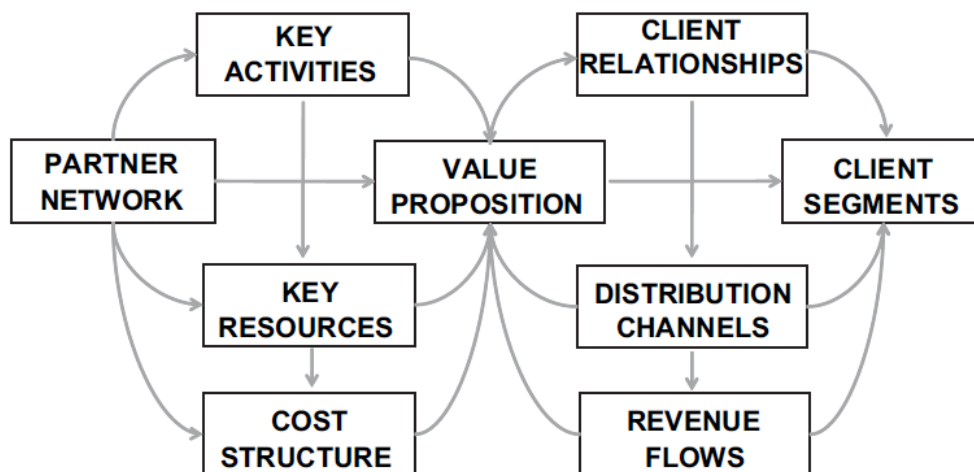 KEY
ACTIVITIES
CLIENT
RELATIONSHIPS
PARTNER
NETWORK
VALUE
PROPOSITION
CLIENT
SEGMENTS
KEY
RESOURCES
DISTRIBUTION
CHANNELS
COST
STRUCTURE
REVENUE
FLOWS